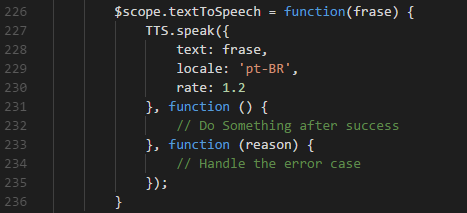 226 $scope.textToSpeech = function(frase) {
227 TTS.speak({
228 text: frase,
229 locale: 'pt-BR',
230 rate: 1.2
231 }, function () {
232 // Do Something after success
233 }, function (reason) {
234 // Handle the error case
235 });
236 }